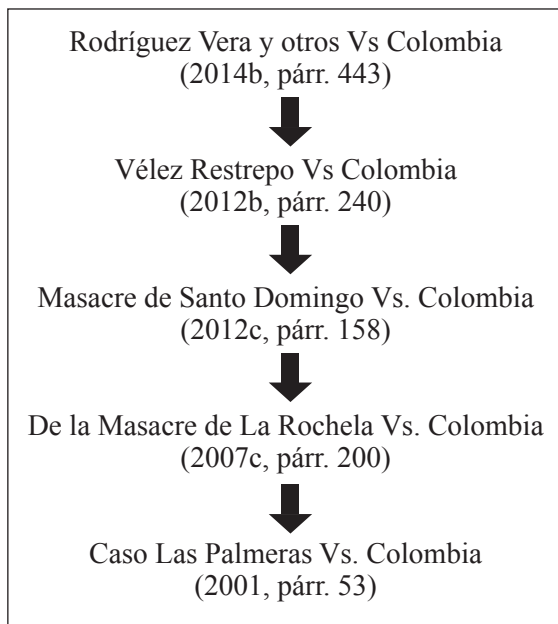 Rodríguez Vera y otros Vs Colombia
(2014b, párr. 443)
Vélez Restrepo Vs Colombia
(2012b, párr. 240)
Masacre de Santo Domingo Vs. Colombia
(2012c, párr. 158)
De la Masacre de La Rochela Vs. Colombia
(2007c, párr. 200)
Caso Las Palmeras Vs. Colombia
(2001, párr. 53)